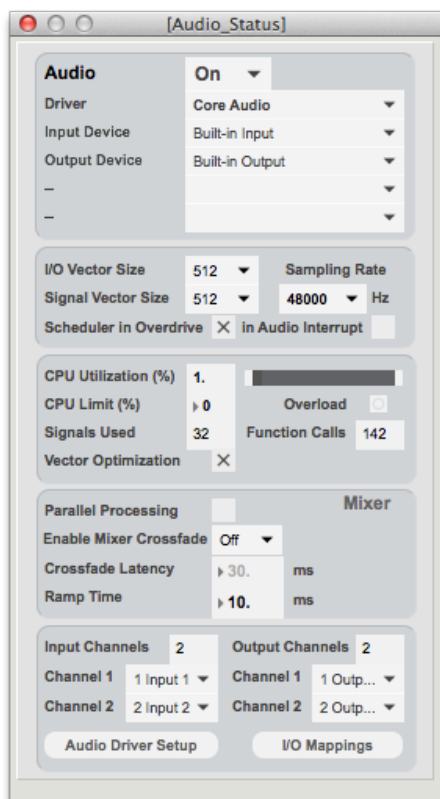 [Audio_Status]
Audio On
Driver Core Audio
Input Device Built-in Input
Output Device Built-in Output
–
–
I/O Vector Size 512 Sampling Rate
Signal Vector Size 512 48000 Hz
Scheduler in Overdrive X in Audio Interrupt
CPU Utilization (%) 1.
CPU Limit (%) 0 Overload
Signals Used 32 Function Calls 142
Vector Optimization X
Parallel Processing Mixer
Enable Mixer Crossfade Off
Crossfade Latency 30. ms
Ramp Time 10. ms
Input Channels 2 Output Channels 2
Channel 1 1 Input 1 Channel 1 1 Outp...
Channel 2 2 Input 2 Channel 2 2 Outp...
Audio Driver Setup I/O Mappings